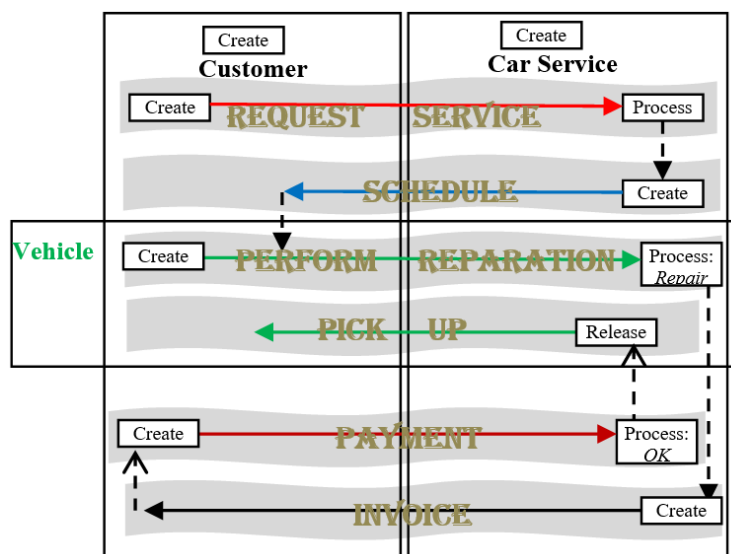 Create
Create
Customer
Car Service
Create
REQUEST SERVICE
Process
SCHEDULE
Create
Vehicle
Create
PERFORM REPARATION
Process:
Repair
PICK UP
Release
Create
PAYMENT
Process:
OK
INVOICE
Create